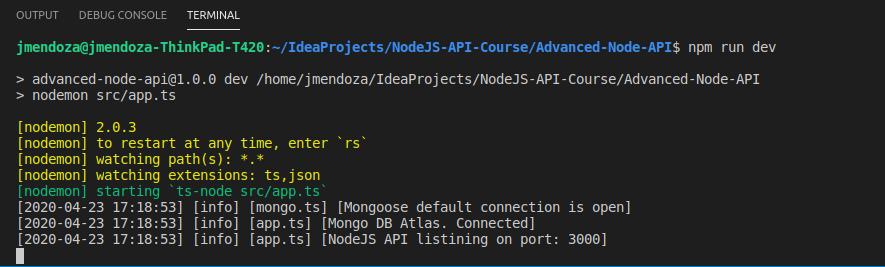 OUTPUT DEBUG CONSOLE TERMINAL
jmendoza@jmendoza-ThinkPad-T420:~/IdeaProjects/NodeJS-API-Course/Advanced-Node-API$ npm run dev
> advanced-node-api@1.0.0 dev /home/jmendoza/IdeaProjects/NodeJS-API-Course/Advanced-Node-API
> nodemon src/app.ts
[nodemon] 2.0.3
[nodemon] to restart at any time, enter `rs`
[nodemon] watching path(s): *.*
[nodemon] watching extensions: ts,json
[nodemon] starting `ts-node src/app.ts`
[2020-04-23 17:18:53] [info] [mongo.ts] [Mongoose default connection is open]
[2020-04-23 17:18:53] [info] [app.ts] [Mongo DB Atlas. Connected]
[2020-04-23 17:18:53] [info] [app.ts] [NodeJS API listining on port: 3000]